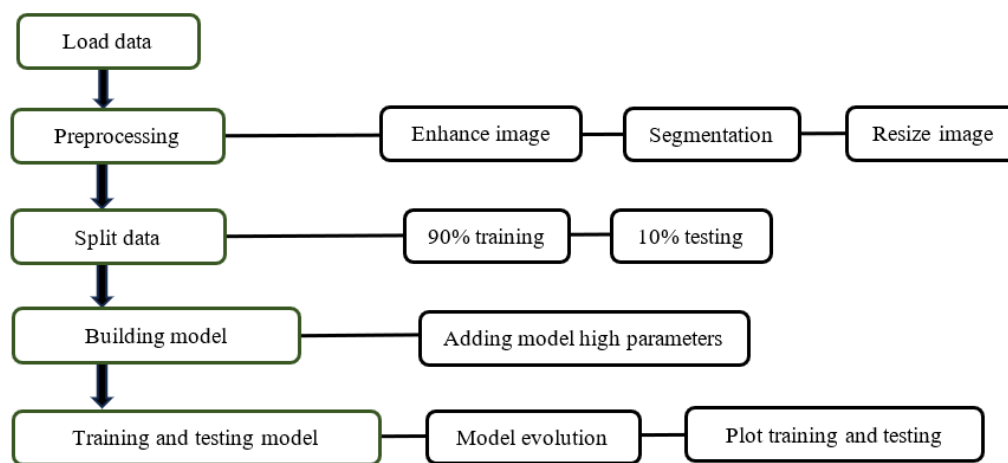 Load data
Preprocessing
Enhance image
Segmentation
Resize image
Split data
90% training
10% testing
Building model
Adding model high parameters
Training and testing model
Model evolution
Plot training and testing